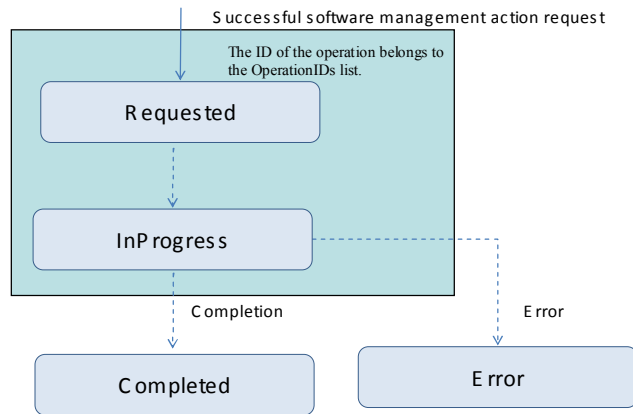 Successful software management action request
The ID of the operation belongs to
the OperationIDs list.
Requested
InProgress
Completion
Error
Completed
Error